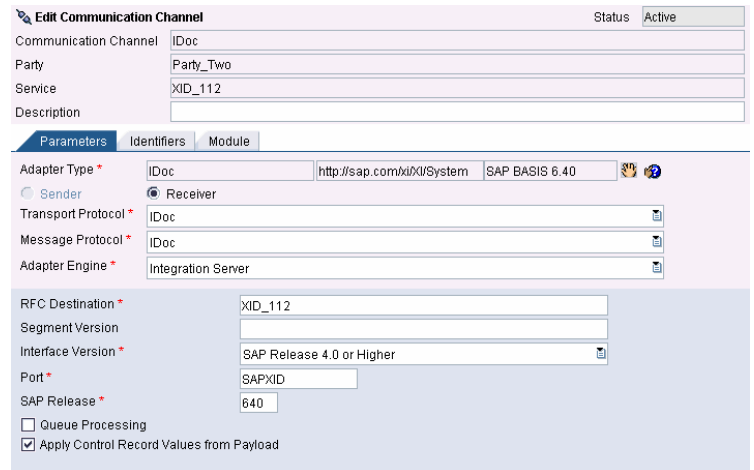 Edit Communication Channel Status Active
Communication Channel IDoc
Party Party_Two
Service XID_112
Description
Parameters Identifiers Module
Adapter Type * IDoc http://sap.com/xi/XI/System SAP BASIS 6.40
Sender Receiver
Transport Protocol * IDoc
Message Protocol * IDoc
Adapter Engine * Integration Server
RFC Destination * XID_112
Segment Version
Interface Version * SAP Release 4.0 or Higher
Port * SAPXID
SAP Release * 640
Queue Processing
Apply Control Record Values from Payload